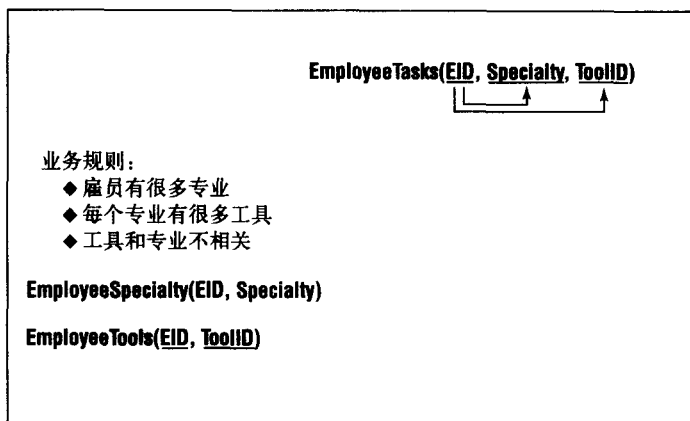 EmployeeTasks(EID, Specialty, ToolID)
业务规则：
◆ 雇员有很多专业
◆ 每个专业有很多工具
◆ 工具和专业不相关
EmployeeSpecialty(EID, Specialty)
EmployeeTools(EID, ToolID)